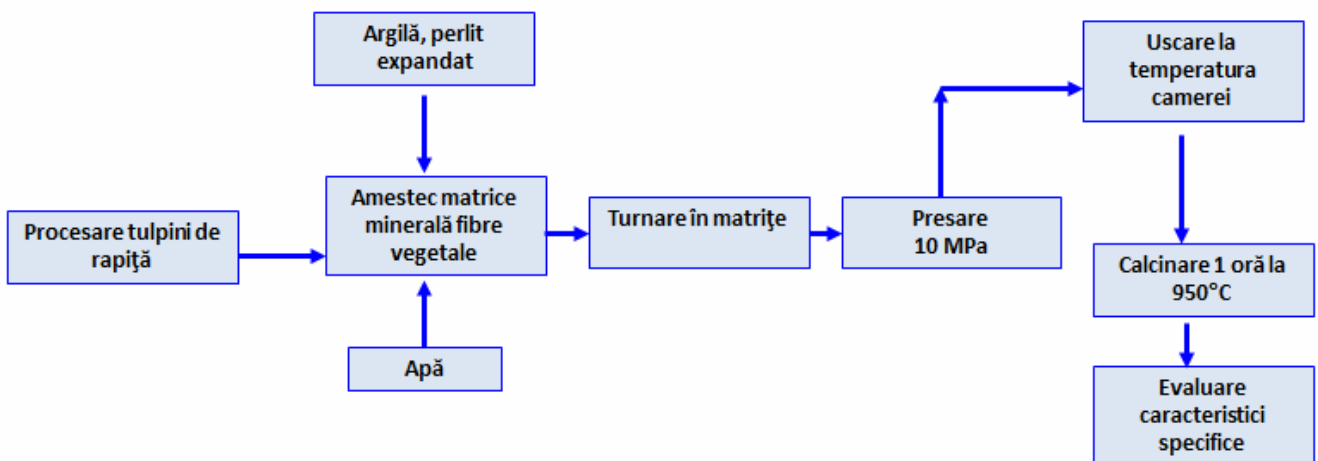 Argilă, perlit
expandat
Procesare tulpini de
rapiţă
Amestec matrice
minerală fibre
vegetale
Apă
Turnare în matriţe
Presare
10 MPa
Uscare la
temperatura
camerei
Calcinare 1 oră la
950°C
Evaluare
caracteristici
specifice